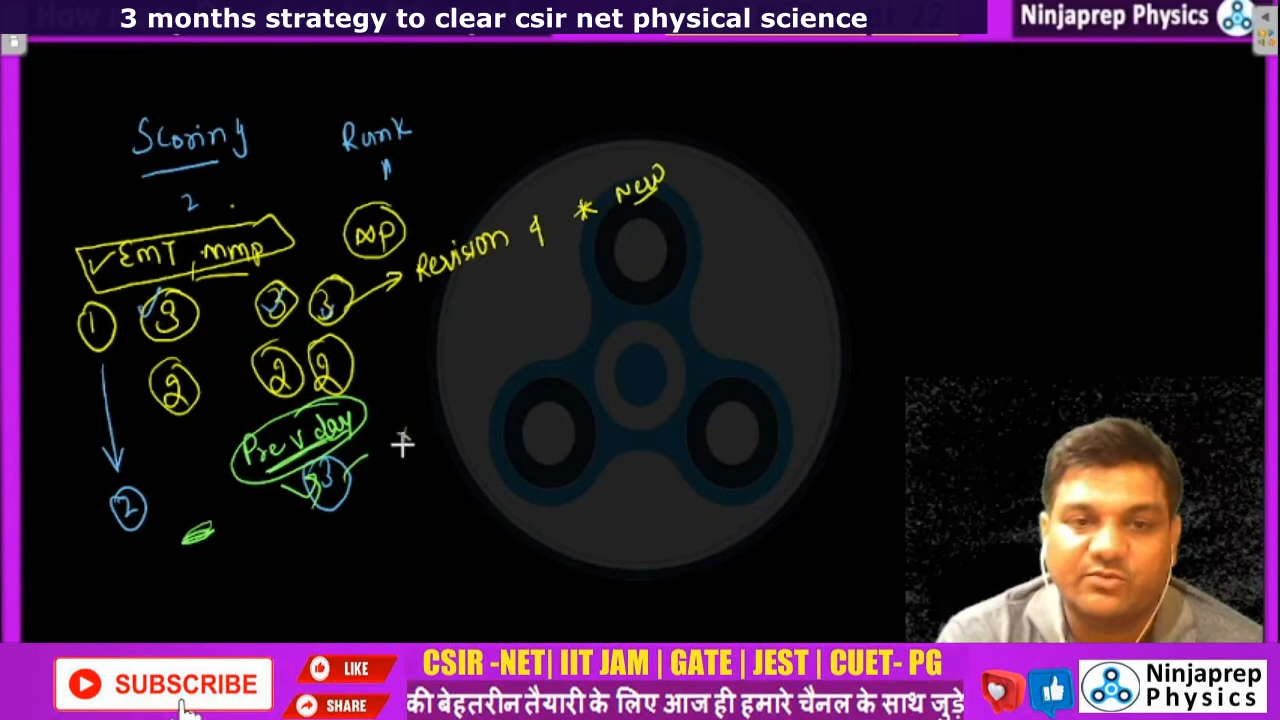 3 months strategy to clear csir net physical science
Ninjaprep Physics
Scoring
Rank
2
EMT, mmp
Revision & * New
1 3 3 3
2 2 2
Prev day
3
2
SUBSCRIBE
LIKE
SHARE
CSIR -NET| IIT JAM | GATE | JEST | CUET- PG
की बेहतरीन तैयारी के लिए आज ही हमारे चैनल के साथ जुड़े
Ninjaprep
Physics